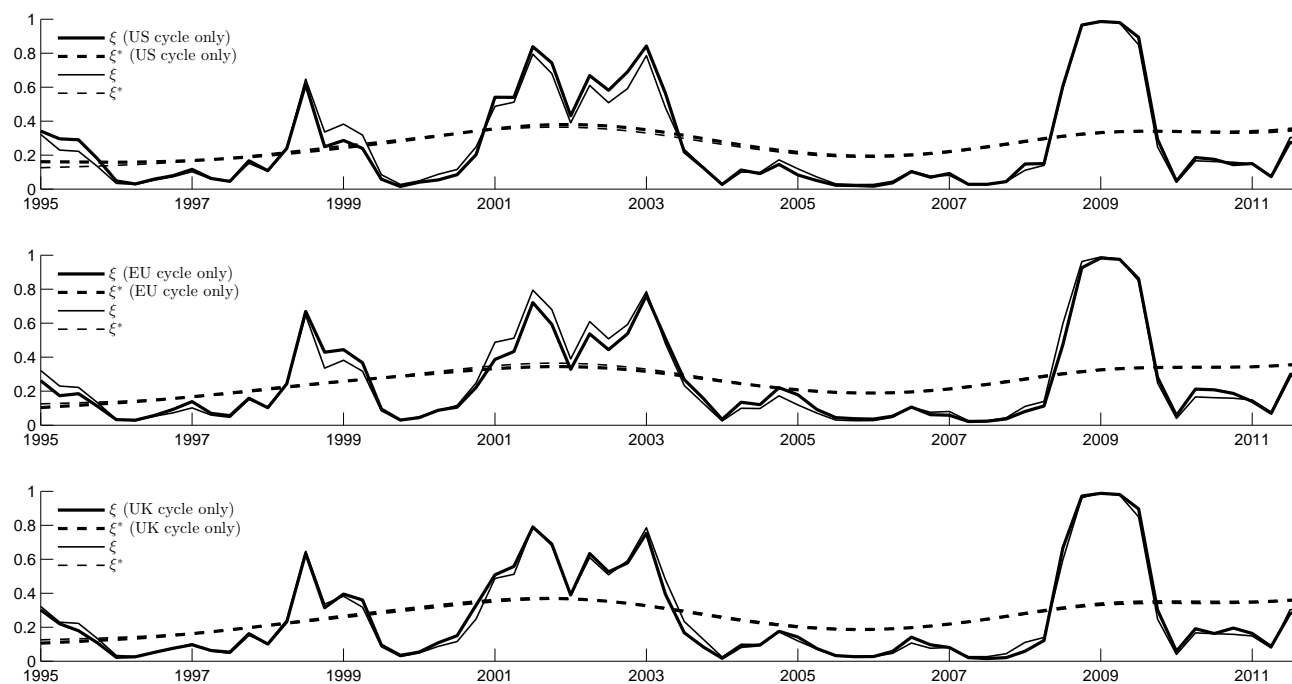 1
0.8
0.6
0.4
0.2
0
ξ (US cycle only)
ξ* (US cycle only)
ξ
ξ*
1995 1997 1999 2001 2003 2005 2007 2009 2011
1
0.8
0.6
0.4
0.2
0
ξ (EU cycle only)
ξ* (EU cycle only)
ξ
ξ*
1995 1997 1999 2001 2003 2005 2007 2009 2011
1
0.8
0.6
0.4
0.2
0
ξ (UK cycle only)
ξ* (UK cycle only)
ξ
ξ*
1995 1997 1999 2001 2003 2005 2007 2009 2011